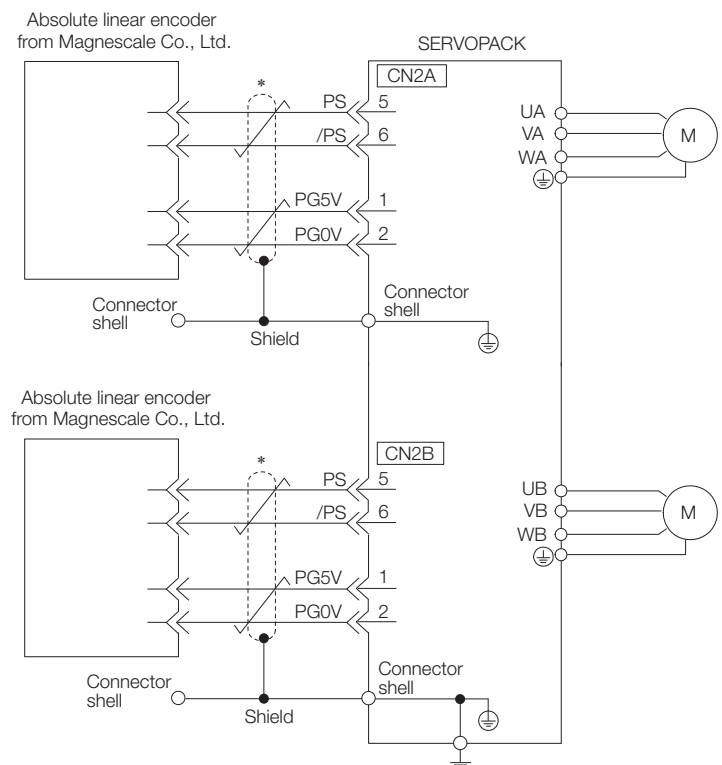 Absolute linear encoder
from Magnescale Co., Ltd.
SERVOPACK
CN2A
*
PS 5
/PS 6
PG5V 1
PG0V 2
UA
VA
WA
M
Connector
shell
Shield
Connector
shell
Absolute linear encoder
from Magnescale Co., Ltd.
CN2B
*
PS 5
/PS 6
PG5V 1
PG0V 2
UB
VB
WB
M
Connector
shell
Shield
Connector
shell